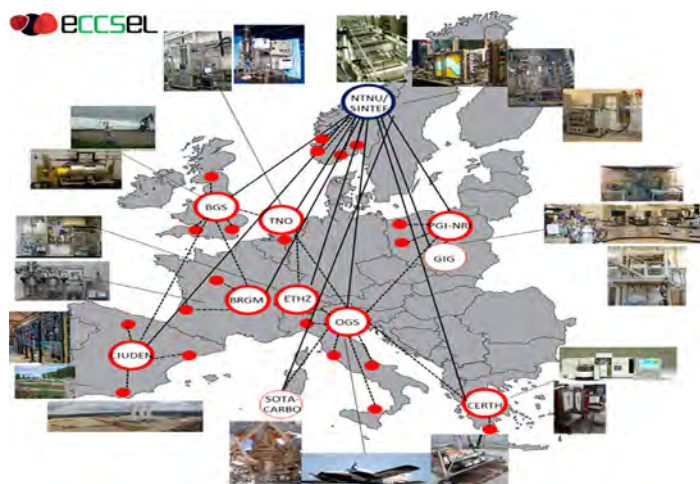 eccsel
NTNU/
SINTEF
BGS
TNO
PGI-NRI
GIG
BRGM
ETHZ
OGS
CIUDEN
SOTA-
CARBO
CERTH